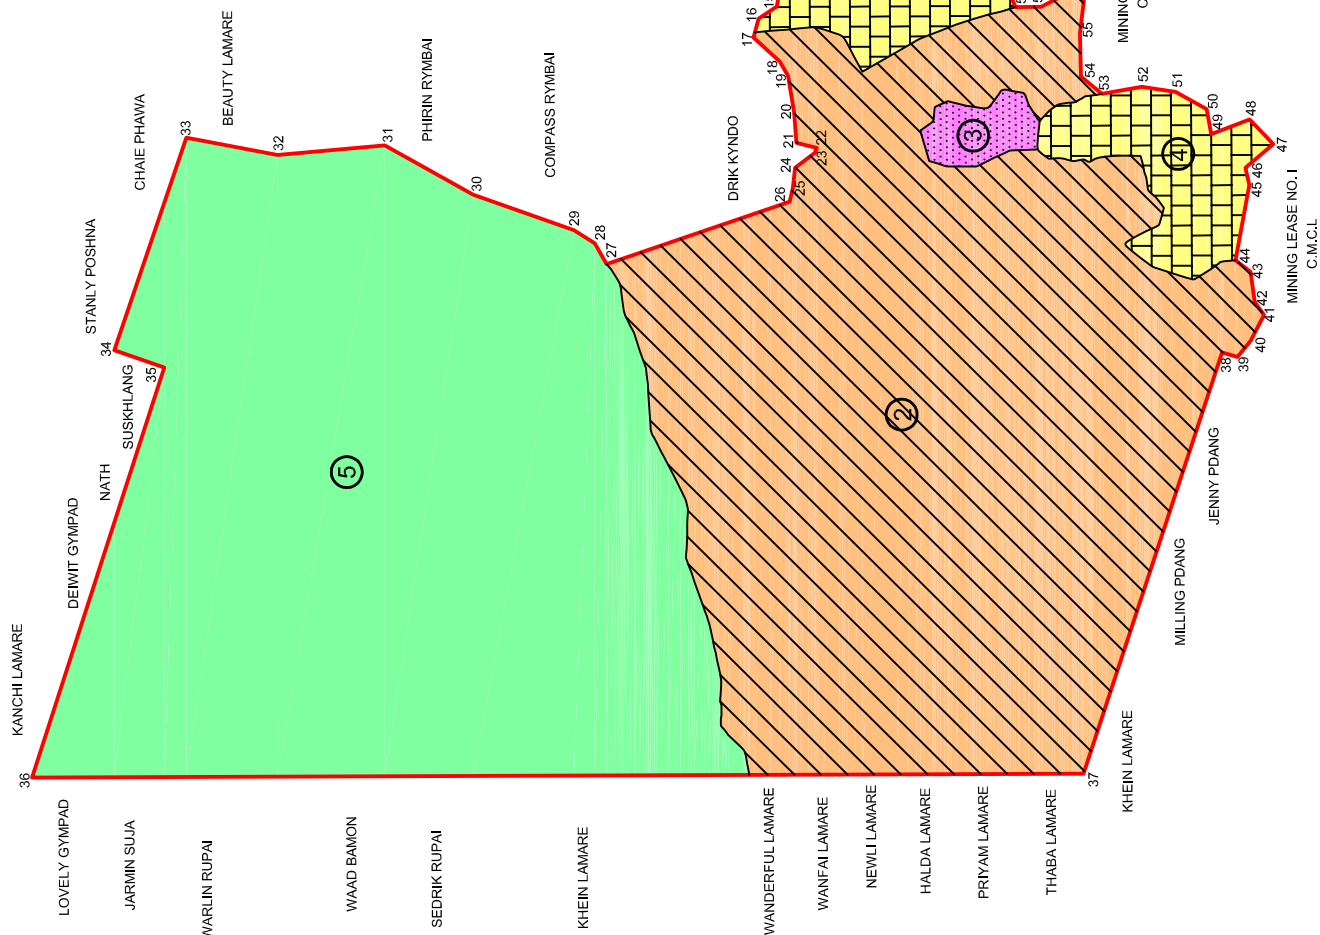 KANCHI LAMARE
DEIWIT GYMPAD
NATH
SUSKHLANG
STANLY POSHNA
CHAIE PHAWA
BEAUTY LAMARE
PHIRIN RYMBAI
COMPASS RYMBAI
DRIK KYNDO
LOVELY GYMPAD
JARMIN SUJA
WARLIN RUPAI
WAAD BAMON
SEDRIK RUPAI
KHEIN LAMARE
WANDERFUL LAMARE
WANFAI LAMARE
NEWLI LAMARE
HALDA LAMARE
PRIYAM LAMARE
THABA LAMARE
KHEIN LAMARE
MILLING PDANG
JENNY PDANG
MINING LEASE NO. I
C.M.C.L
MINING
C
16
17
18
19
20
21
22
23
24
25
26
27
28
29
30
31
32
33
34
35
36
37
38
39
40
41
42
43
44
45
46
47
48
49
50
51
52
53
54
55
2
3
4
5